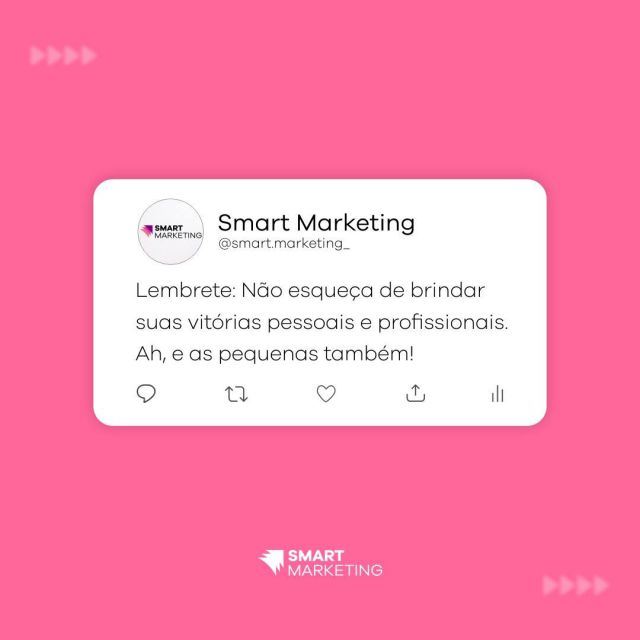 SMART
MARKETING
Smart Marketing
@smart.marketing_
Lembrete: Não esqueça de brindar
suas vitórias pessoais e profissionais.
Ah, e as pequenas também!
SMART
MARKETING